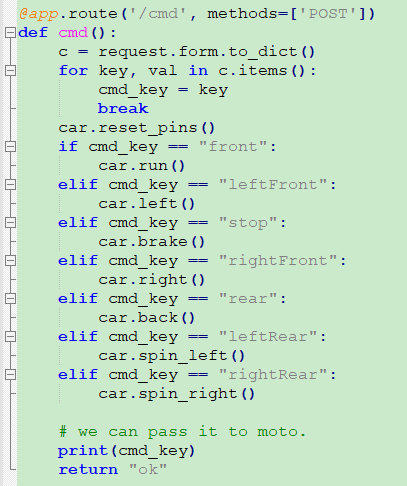 @app.route('/cmd', methods=['POST'])
def cmd():
    c = request.form.to_dict()
    for key, val in c.items():
        cmd_key = key
        break
    car.reset_pins()
    if cmd_key == "front":
        car.run()
    elif cmd_key == "leftFront":
        car.left()
    elif cmd_key == "stop":
        car.brake()
    elif cmd_key == "rightFront":
        car.right()
    elif cmd_key == "rear":
        car.back()
    elif cmd_key == "leftRear":
        car.spin_left()
    elif cmd_key == "rightRear":
        car.spin_right()

    # we can pass it to moto.
    print(cmd_key)
    return "ok"